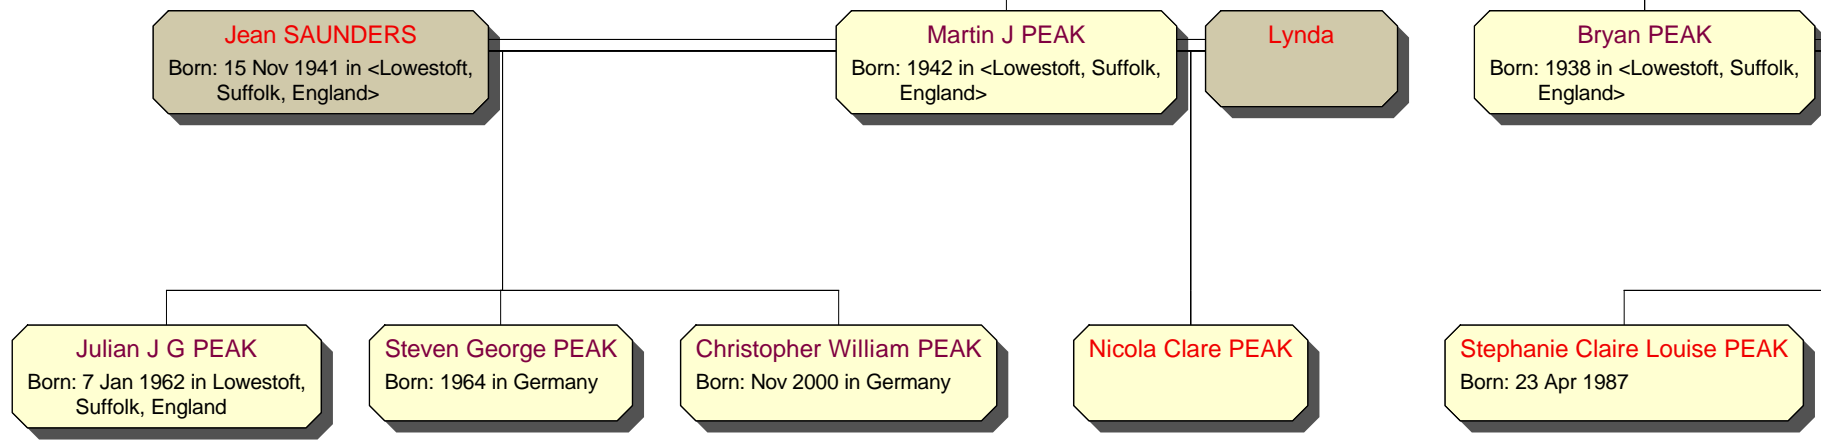 Jean SAUNDERS
Born: 15 Nov 1941 in <Lowestoft,
Suffolk, England>
Martin J PEAK
Born: 1942 in <Lowestoft, Suffolk,
England>
Lynda
Bryan PEAK
Born: 1938 in <Lowestoft, Suffolk,
England>
Julian J G PEAK
Born: 7 Jan 1962 in Lowestoft,
Suffolk, England
Steven George PEAK
Born: 1964 in Germany
Christopher William PEAK
Born: Nov 2000 in Germany
Nicola Clare PEAK
Stephanie Claire Louise PEAK
Born: 23 Apr 1987